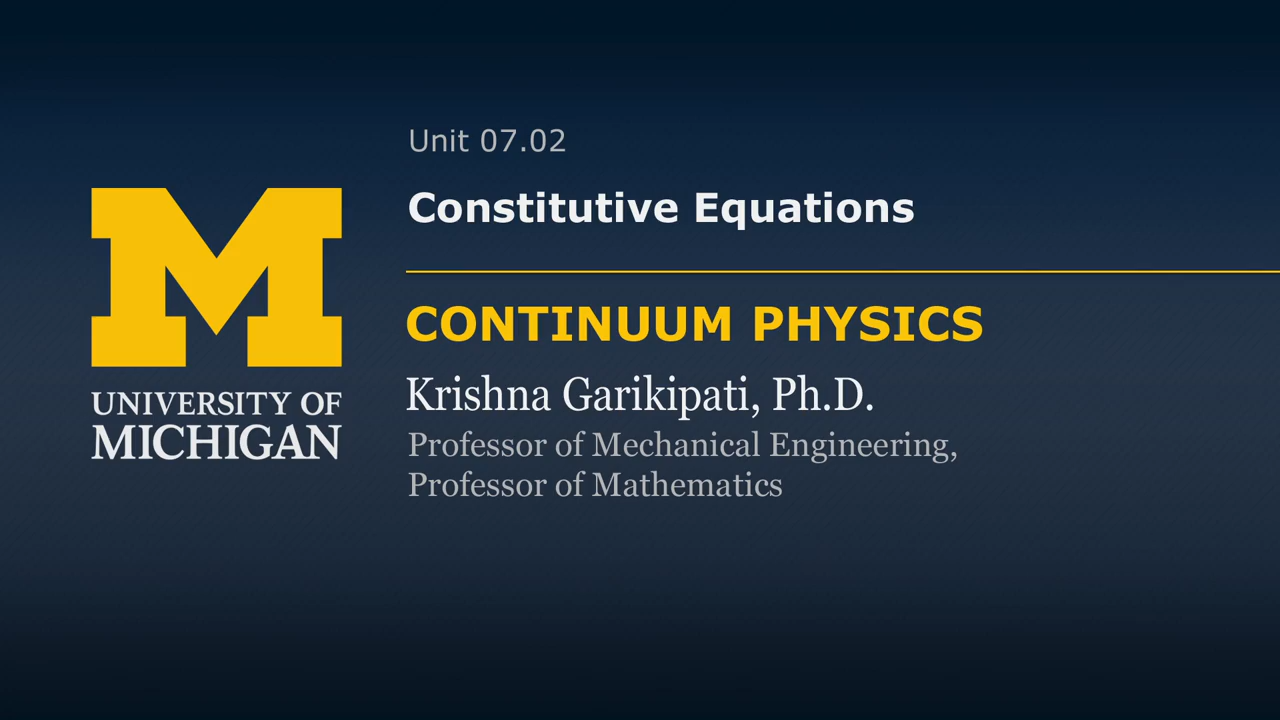 Unit 07.02
Constitutive Equations
CONTINUUM PHYSICS
Krishna Garikipati, Ph.D.
Professor of Mechanical Engineering,
Professor of Mathematics
M
UNIVERSITY OF
MICHIGAN